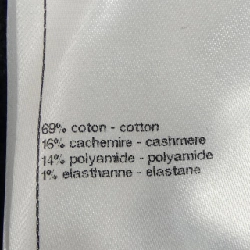 69% coton - cotton
16% cachemire - cashmere
14% polyamide - polyamide
1% elasthanne - elastane